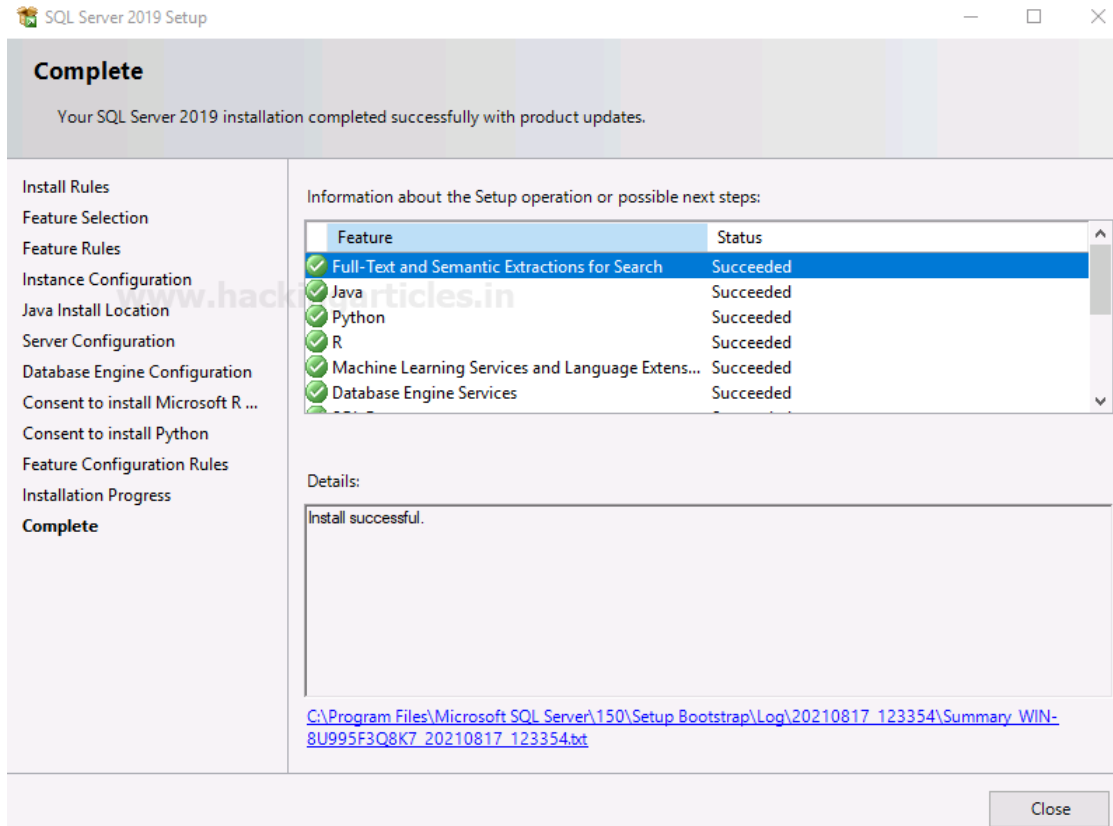 SQL Server 2019 Setup
Complete
Your SQL Server 2019 installation completed successfully with product updates.
Install Rules
Feature Selection
Feature Rules
Instance Configuration
Java Install Location
Server Configuration
Database Engine Configuration
Consent to install Microsoft R ...
Consent to install Python
Feature Configuration Rules
Installation Progress
Complete
Information about the Setup operation or possible next steps:
Feature Status
Full-Text and Semantic Extractions for Search Succeeded
Java Succeeded
Python Succeeded
R Succeeded
Machine Learning Services and Language Extens... Succeeded
Database Engine Services Succeeded
www.hackingarticles.in
Details:
Install successful.
C:\Program Files\Microsoft SQL Server\150\Setup Bootstrap\Log\20210817_123354\Summary_WIN-
8U995F3Q8K7_20210817_123354.txt
Close